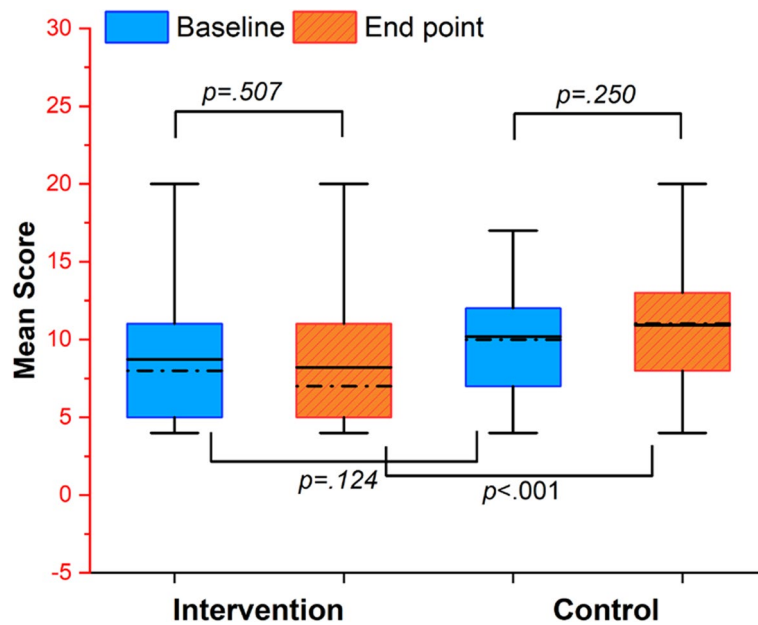 Baseline End point
30
25
20
15
10
5
0
-5
Mean Score
p=.507
p=.250
p=.124
p<.001
Intervention Control